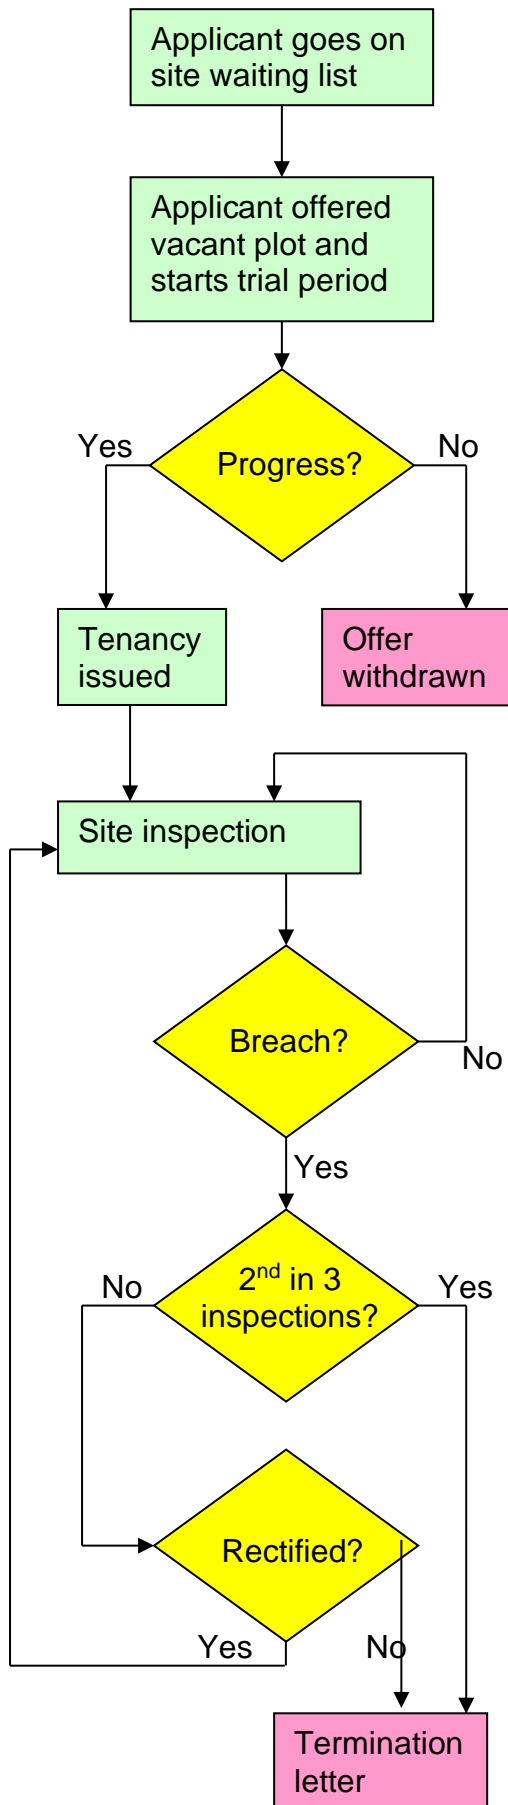 Applicant goes on
site waiting list
Applicant offered
vacant plot and
starts trial period
Yes
No
Progress?
Tenancy
issued
Offer
withdrawn
Site inspection
Breach?
No
Yes
No
2nd in 3
inspections?
Yes
Rectified?
Yes
No
Termination
letter